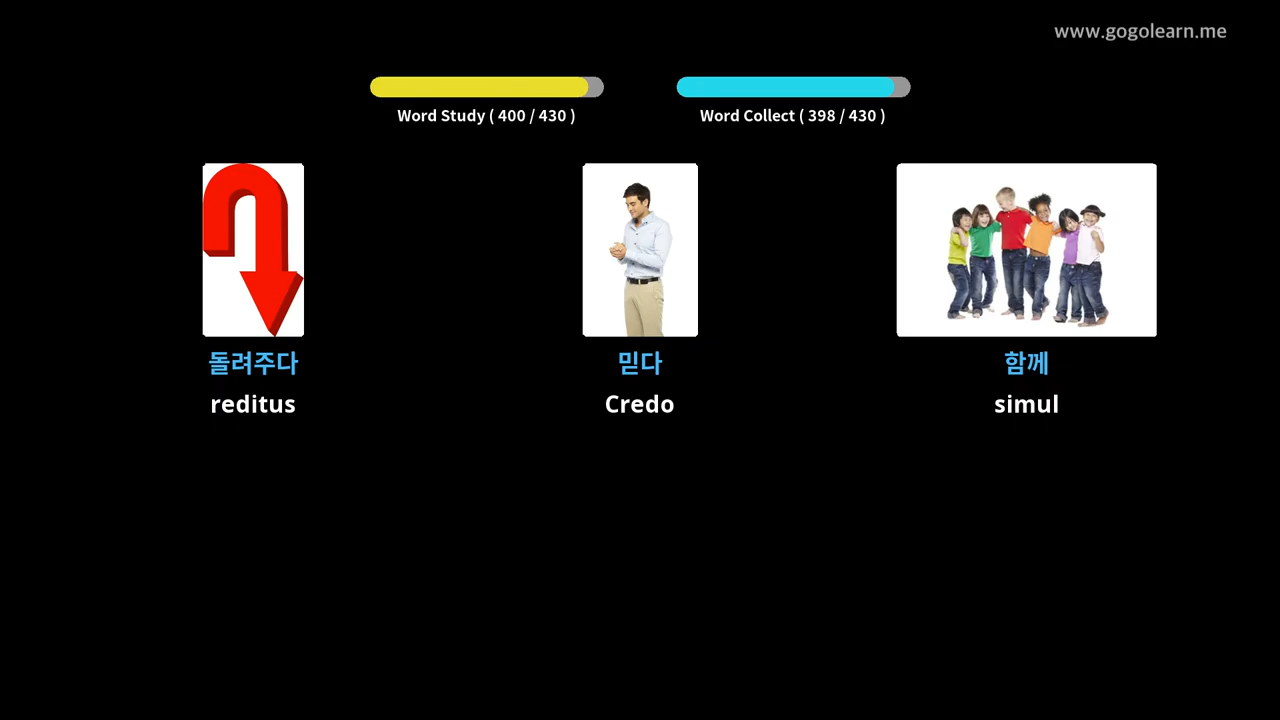 www.gogolearn.me
Word Study ( 400 / 430 )
Word Collect ( 398 / 430 )
돌려주다
믿다
함께
reditus
Credo
simul